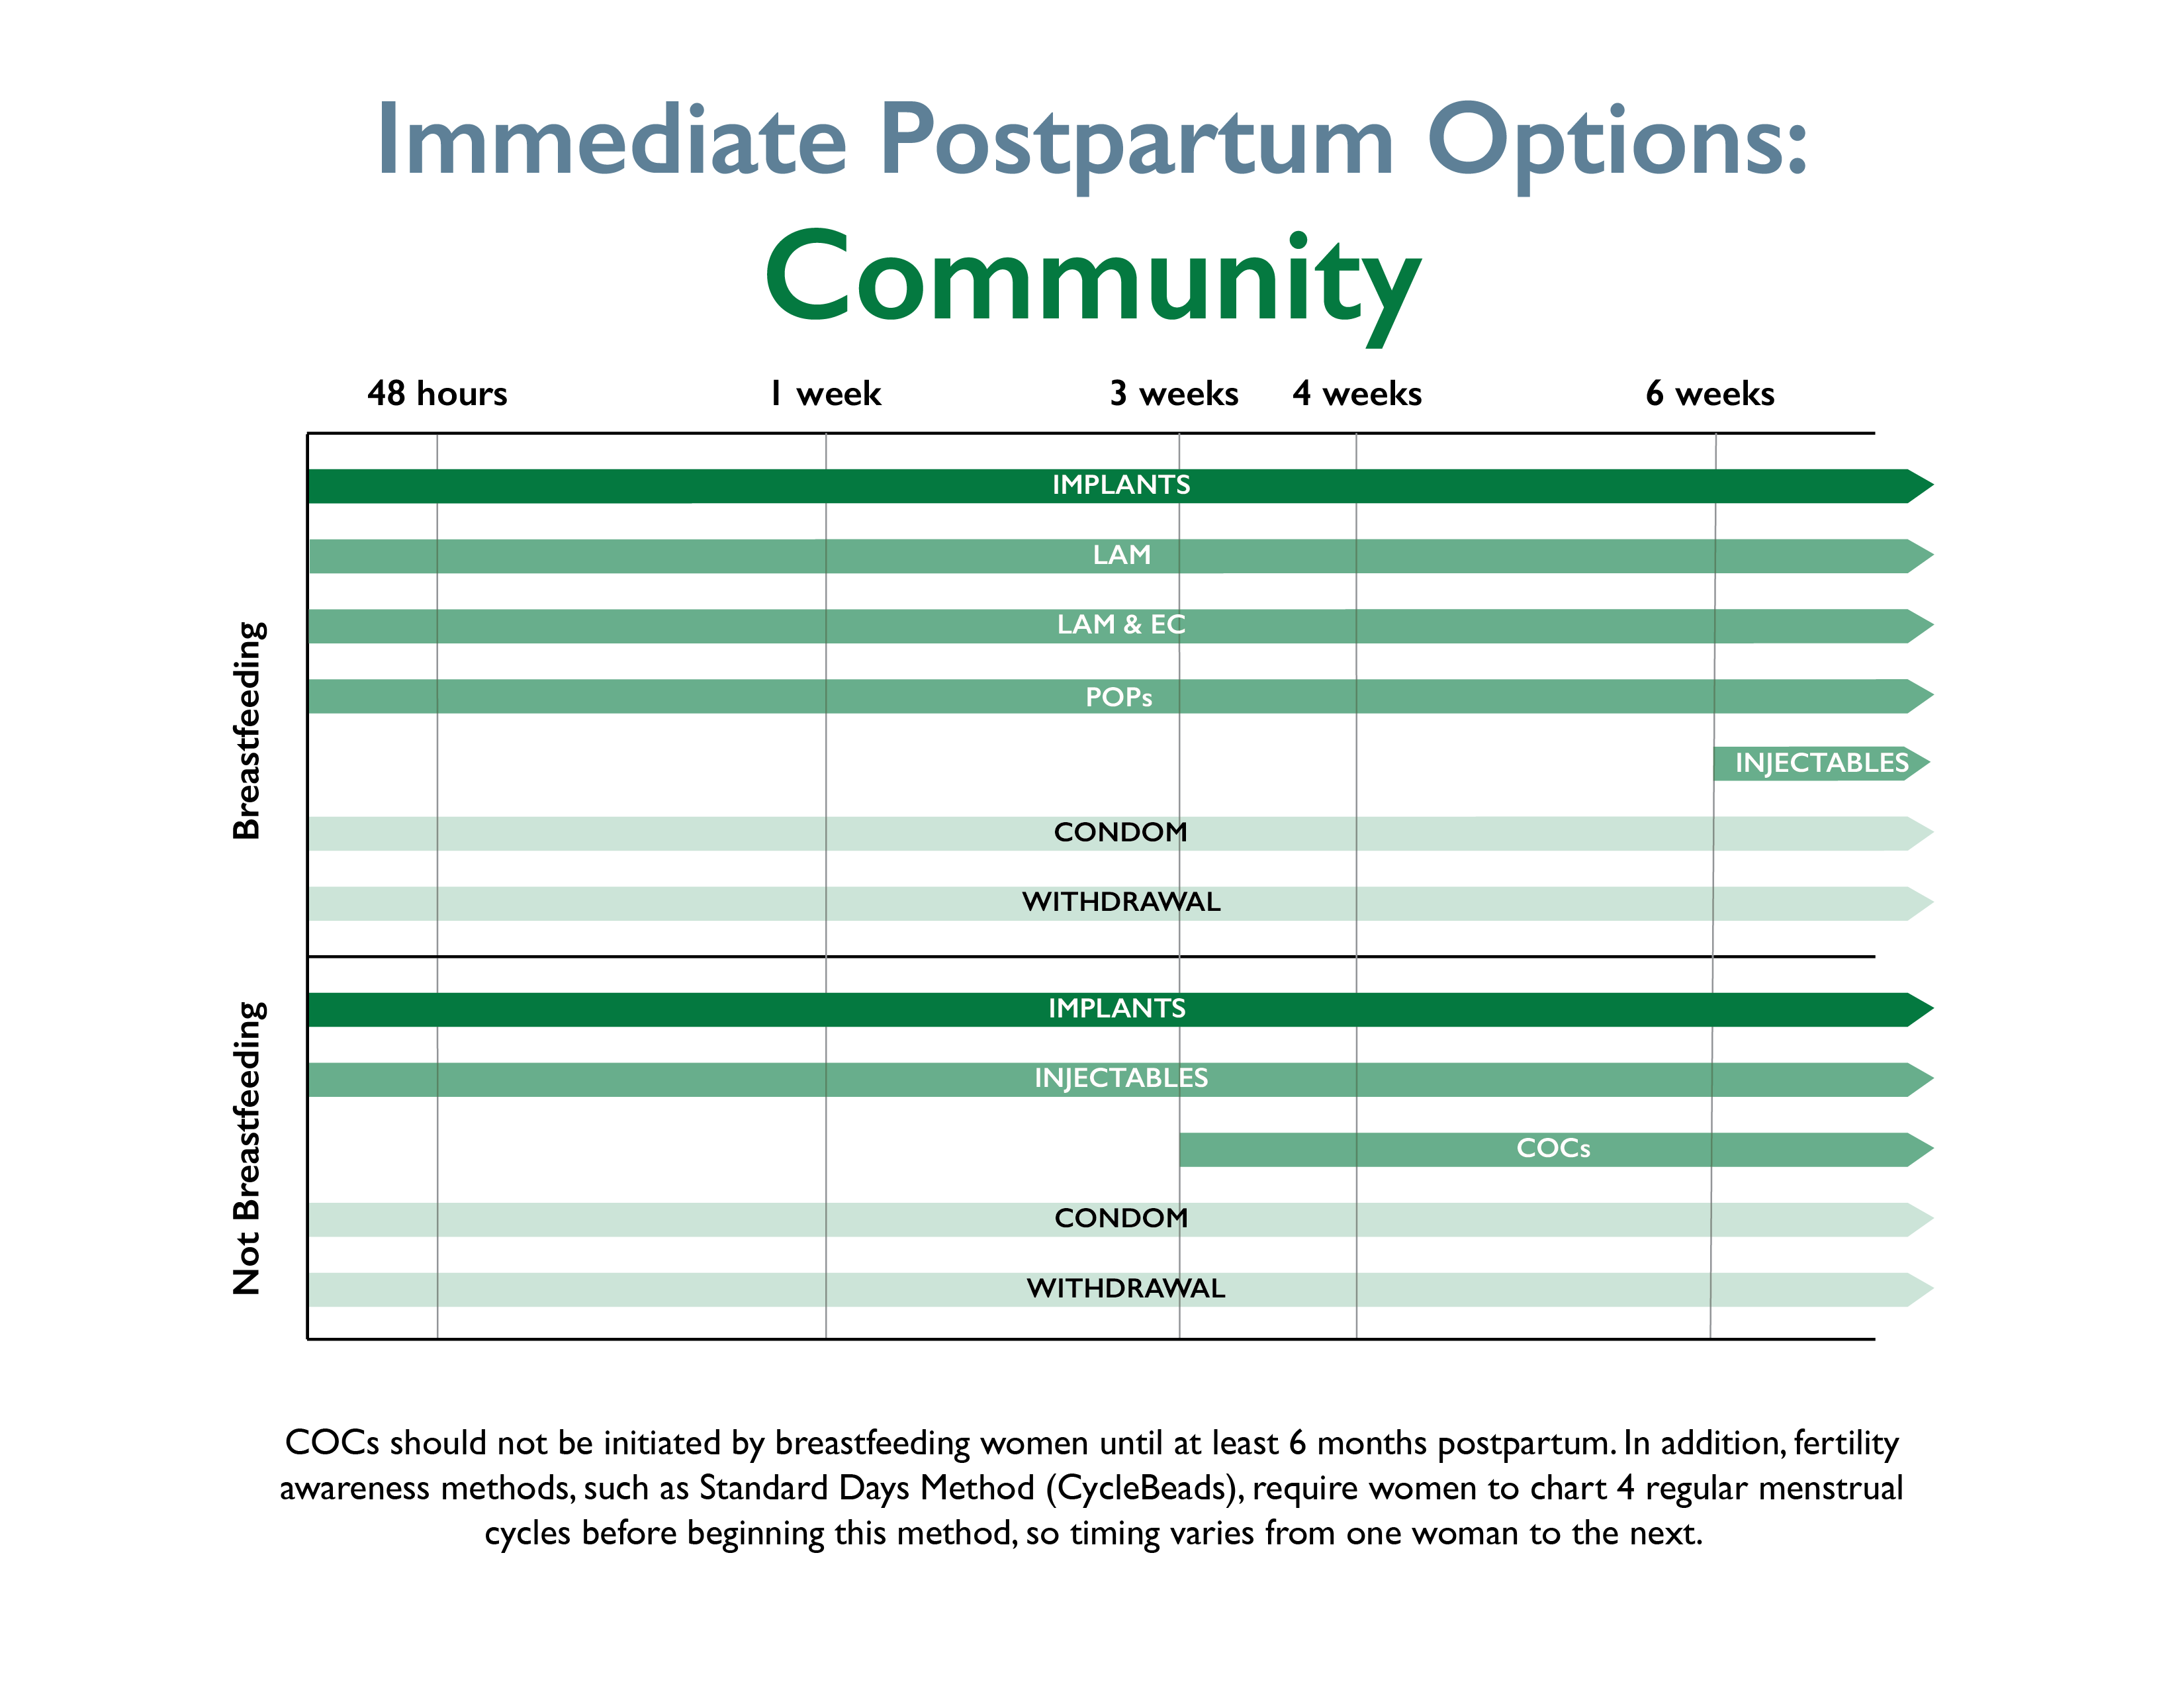 Immediate Postpartum Options:
Community
48 hours 1 week 3 weeks 4 weeks 6 weeks
Breastfeeding
IMPLANTS
LAM
LAM & EC
POPs
INJECTABLES
CONDOM
WITHDRAWAL
Not Breastfeeding
IMPLANTS
INJECTABLES
COCs
CONDOM
WITHDRAWAL
COCs should not be initiated by breastfeeding women until at least 6 months postpartum. In addition, fertility
awareness methods, such as Standard Days Method (CycleBeads), require women to chart 4 regular menstrual
cycles before beginning this method, so timing varies from one woman to the next.